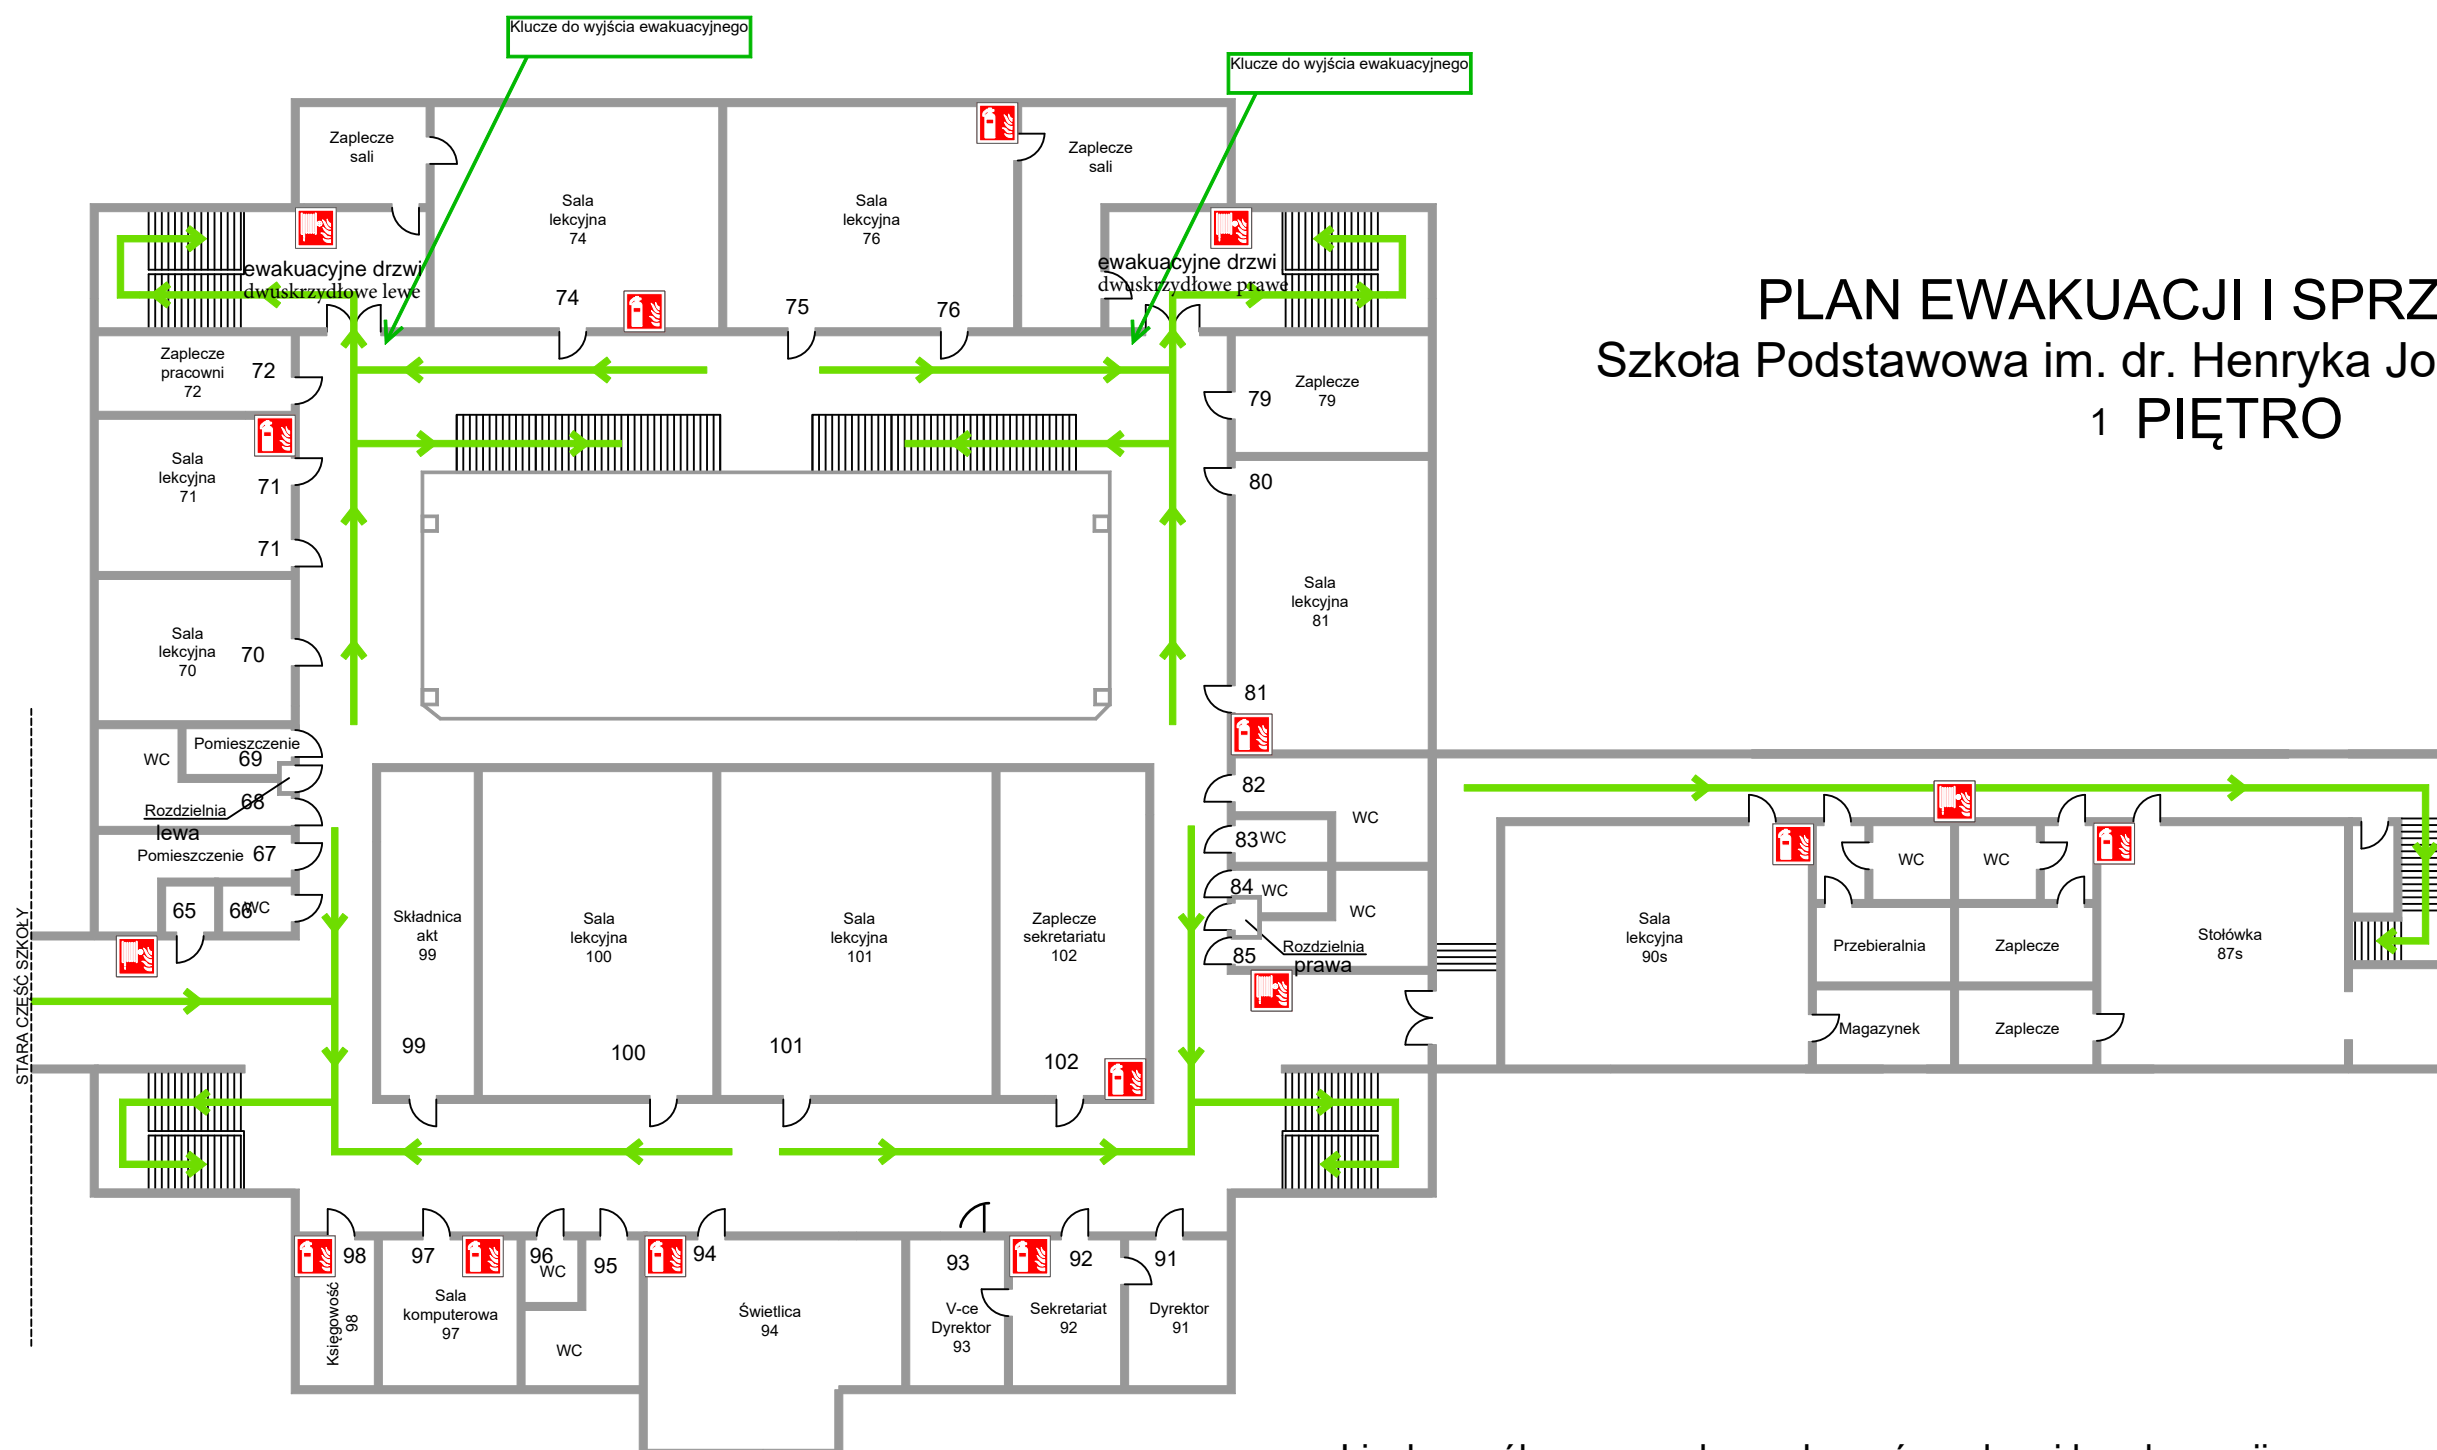 Klucze do wyjścia ewakuacyjnego
Klucze do wyjścia ewakuacyjnego
Zaplecze
sali
Sala
lekcyjna
74
Sala
lekcyjna
76
Zaplecze
sali
ewakuacyjne drzwi
dwuskrzydłowe lewe
ewakuacyjne drzwi
dwuskrzydłowe prawe
74
75
76
PLAN EWAKUACJI I
Szkoła Podstawowa im. dr. Henryka
1 PIĘTRO
Zaplecze
pracowni
72
72
Zaplecze
79
79
Sala
lekcyjna
71
71
71
80
Sala
lekcyjna
81
81
Sala
lekcyjna
70
70
WC
Pomieszczenie
69
68
Rozdzielnia
lewa
Pomieszczenie
67
65
66
WC
82
WC
83
WC
84
WC
WC
85
Rozdzielnia
prawa
STARA CZEŚĆ SZKOŁY
Składnica
akt
99
99
Sala
lekcyjna
100
100
Sala
lekcyjna
101
101
Zaplecze
sekretariatu
102
102
Sala
lekcyjna
90s
WC
WC
Przebieralnia
Zaplecze
Magazynek
Zaplecze
Stołówka
87s
98
Księgowość
98
97
Sala
komputerowa
97
96
WC
95
WC
94
Świetlica
94
93
V-ce
Dyrektor
93
92
Sekretariat
92
91
Dyrektor
91